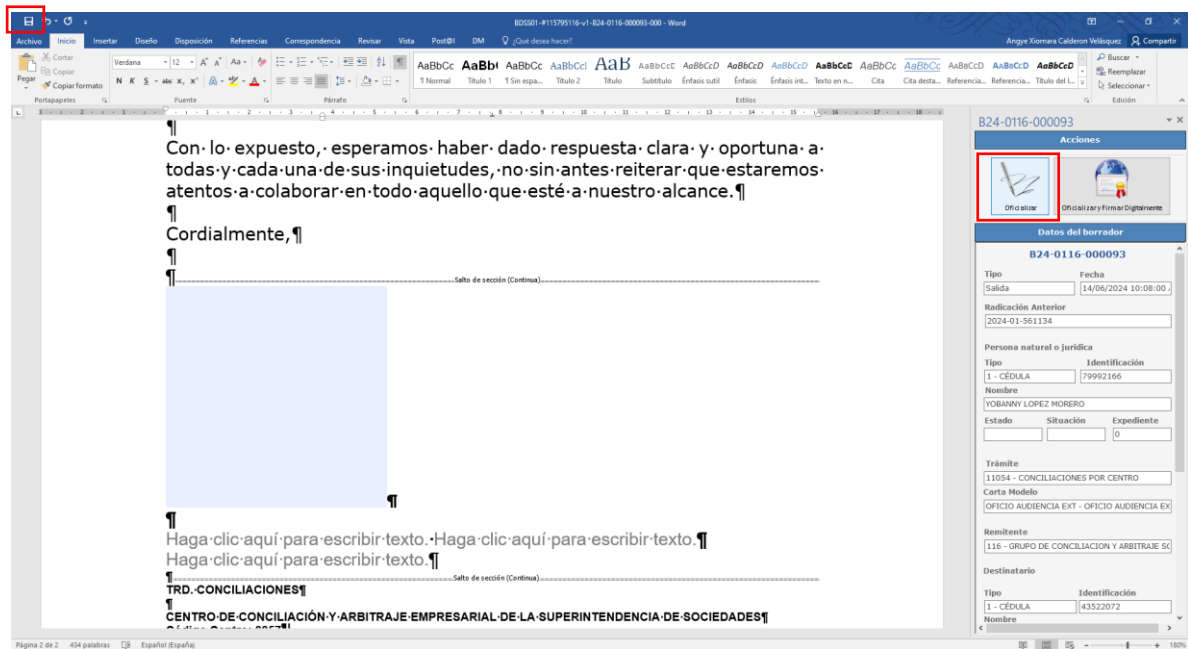 BDSS01-#115795116-v1-B24-0116-000093-000 - Word
Archivo Inicio Insertar Diseño Disposición Referencias Correspondencia Revisar Vista Post@l DM ¿Qué desea hacer? Angye Xiomara Calderon Velásquez Compartir
Pegar
Cortar
Copiar
Copiar formato
Portapapeles
Verdana 12
N K S
Fuente
Párrafo
AaBbCc AaBb AaBbCc AaBbCcl AaB AaBbCcE AaBbCcD AaBbCcD AaBbCcD AaBbCcD AaBbCc AaBbCc AaBbCcD AaBbCcD AaBbCcD
¶ Normal Título 1 ¶ Sin espa... Título 2 Título Subtítulo Énfasis sutil Énfasis Énfasis int... Texto en n... Cita Cita desta... Referencia... Referencia... Título del l...
Estilos
Buscar
Reemplazar
Seleccionar
Edición
¶
Con·lo·expuesto,·esperamos·haber·dado·respuesta·clara·y·oportuna·a·
todas·y·cada·una·de·sus·inquietudes,·no·sin·antes·reiterar·que·estaremos·
atentos·a·colaborar·en·todo·aquello·que·esté·a·nuestro·alcance.¶
¶
Cordialmente,¶
¶
¶ Salto de sección (Continua)
¶
¶
Haga·clic·aquí·para·escribir·texto.·Haga·clic·aquí·para·escribir·texto.¶
Haga·clic·aquí·para·escribir·texto.¶
¶ Salto de sección (Continua)
TRD.·CONCILIACIONES¶
¶
CENTRO·DE·CONCILIACIÓN·Y·ARBITRAJE·EMPRESARIAL·DE·LA·SUPERINTENDENCIA·DE·SOCIEDADES¶
B24-0116-000093
Acciones
Oficializar Oficializar y Firmar Digitalmente
Datos del borrador
B24-0116-000093
Tipo Fecha
Salida 14/06/2024 10:08:00
Radicación Anterior
2024-01-561134
Persona natural o jurídica
Tipo Identificación
1 - CÉDULA 79992166
Nombre
YOBANNY LOPEZ MORERO
Estado Situación Expediente
0
Trámite
11054 - CONCILIACIONES POR CENTRO
Carta Modelo
OFICIO AUDIENCIA EXT - OFICIO AUDIENCIA EX
Remitente
116 - GRUPO DE CONCILIACION Y ARBITRAJE SC
Destinatario
Tipo Identificación
1 - CÉDULA 43522072
Nombre
Página 2 de 2 434 palabras Español (España) 180%